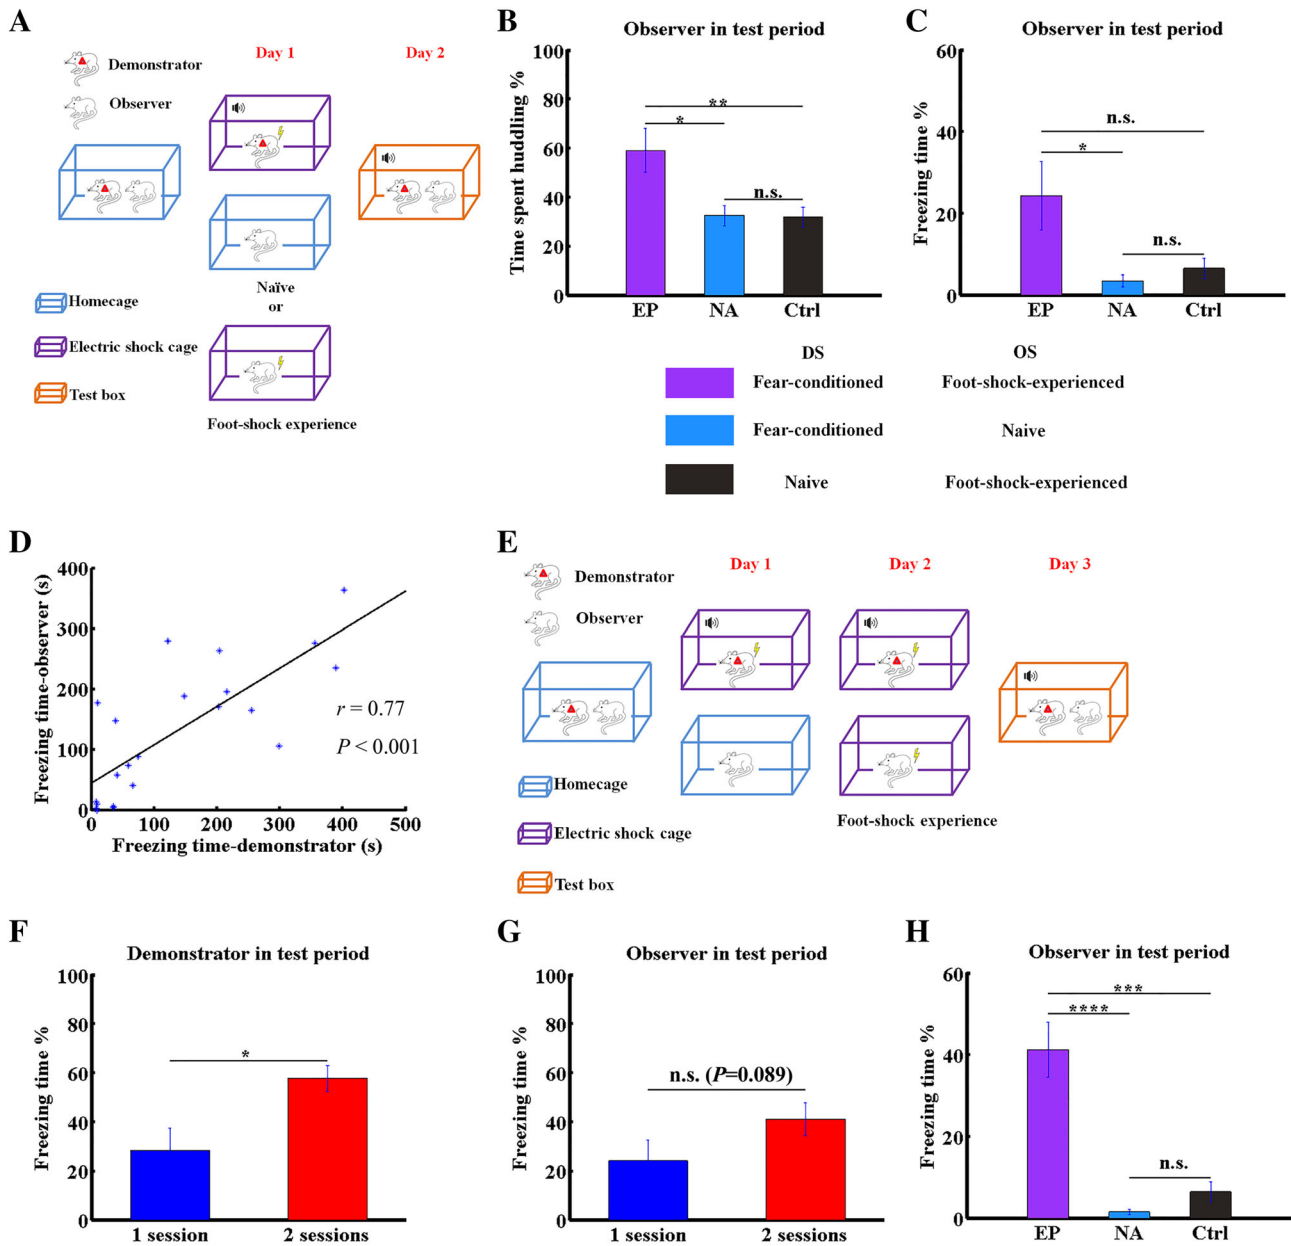 A
Day 1
Day 2
Demonstrator
Observer
Homecage
Naïve
or
Electric shock cage
Test box
Foot-shock experience
B
Observer in test period
Time spent huddling %
100
80
60
40
20
0
**
*
n.s.
EP NA Ctrl
C
Observer in test period
Freezing time %
60
40
20
0
n.s.
*
n.s.
EP NA Ctrl
DS OS
Fear-conditioned Foot-shock-experienced
Fear-conditioned Naive
Naive Foot-shock-experienced
D
Freezing time-observer (s)
400
300
200
100
0
r = 0.77
P < 0.001
0 100 200 300 400 500
Freezing time-demonstrator (s)
E
Day 1 Day 2 Day 3
Demonstrator
Observer
Homecage
Electric shock cage
Test box
Foot-shock experience
F
Demonstrator in test period
Freezing time %
100
80
60
40
20
0
*
1 session 2 sessions
G
Observer in test period
Freezing time %
100
80
60
40
20
0
n.s. (P=0.089)
1 session 2 sessions
H
Observer in test period
Freezing time %
60
40
20
0
***
****
n.s.
EP NA Ctrl